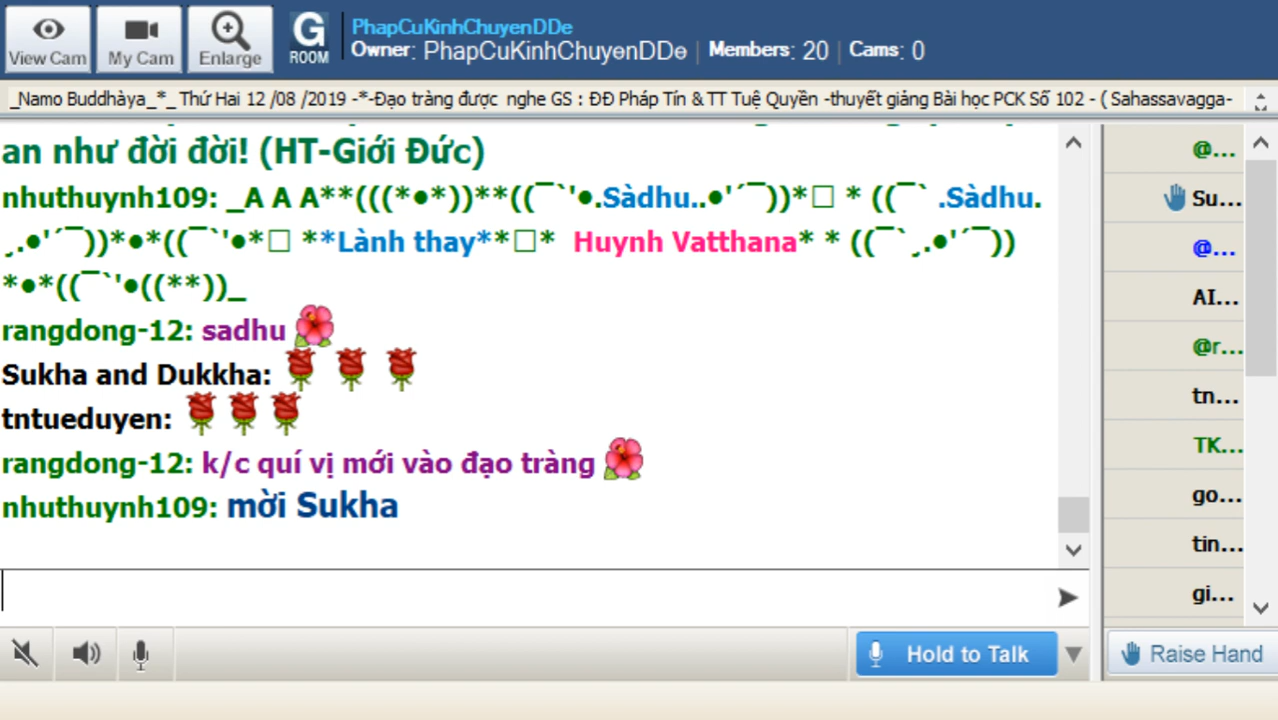 View Cam
My Cam
Enlarge
G
ROOM
PhapCuKinhChuyenDDe
Owner: PhapCuKinhChuyenDDe | Members: 20 | Cams: 0
_Namo Buddhàya_*_ Thứ Hai 12 /08 /2019 -*-Đạo tràng được nghe GS : ĐĐ Pháp Tín & TT Tuệ Quyền -thuyết giảng Bài học PCK Số 102 - ( Sahassavagga-
an như đời đời! (HT-Giới Đức)
nhuthuynh109: _A A A**(((*●*))**((¯`'●.Sàdhu..●'´¯))*□ * ((¯` .Sàdhu.
¸.●'´¯))*●*((¯`'●*□ **Lành thay**□* Huynh Vatthana* * ((¯`¸.●'´¯))
*●*((¯`'●((**))_
rangdong-12: sadhu
Sukha and Dukkha:
tntueduyen:
rangdong-12: k/c quí vị mới vào đạo tràng
nhuthuynh109: mời Sukha
@...
Su...
@...
AI...
@r...
tn...
TK...
go...
tin...
gi...
Hold to Talk
Raise Hand